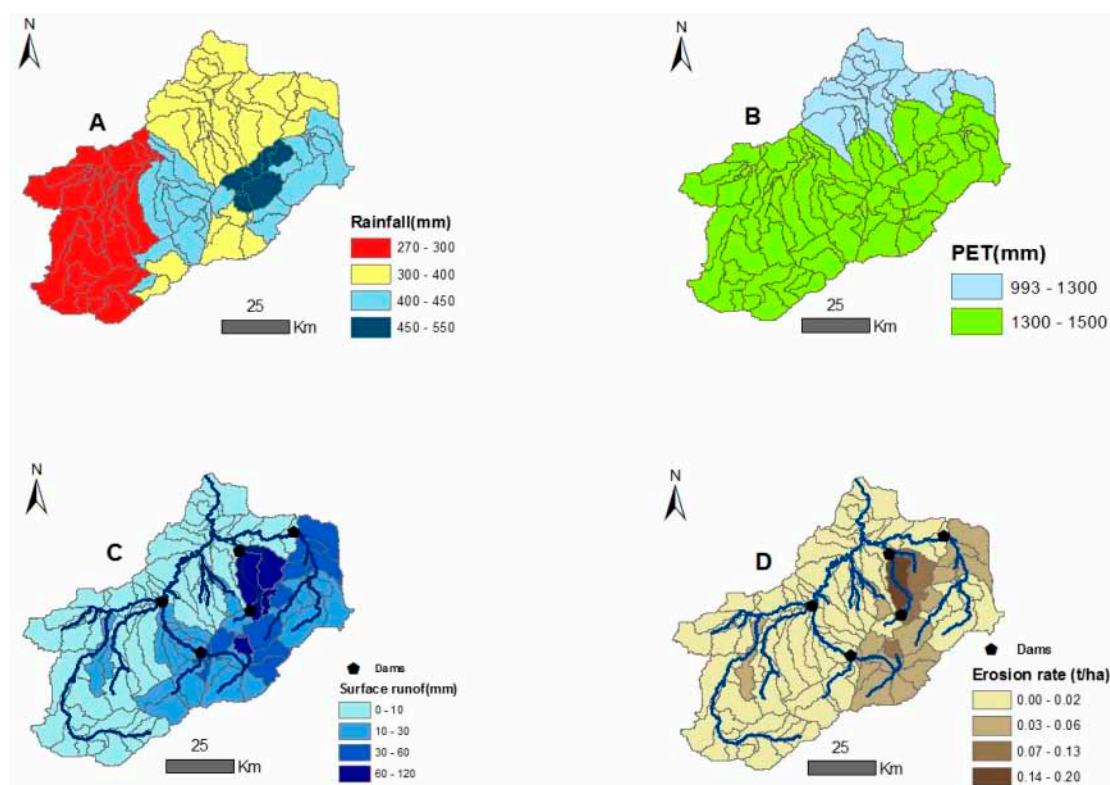 N
A
Rainfall(mm)
270 - 300
300 - 400
400 - 450
450 - 550
25
Km
N
B
PET(mm)
993 - 1300
1300 - 1500
25
Km
N
C
Dams
Surface runof(mm)
0 - 10
10 - 30
30 - 60
60 - 120
25
Km
N
D
Dams
Erosion rate (t/ha)
0.00 - 0.02
0.03 - 0.06
0.07 - 0.13
0.14 - 0.20
25
Km